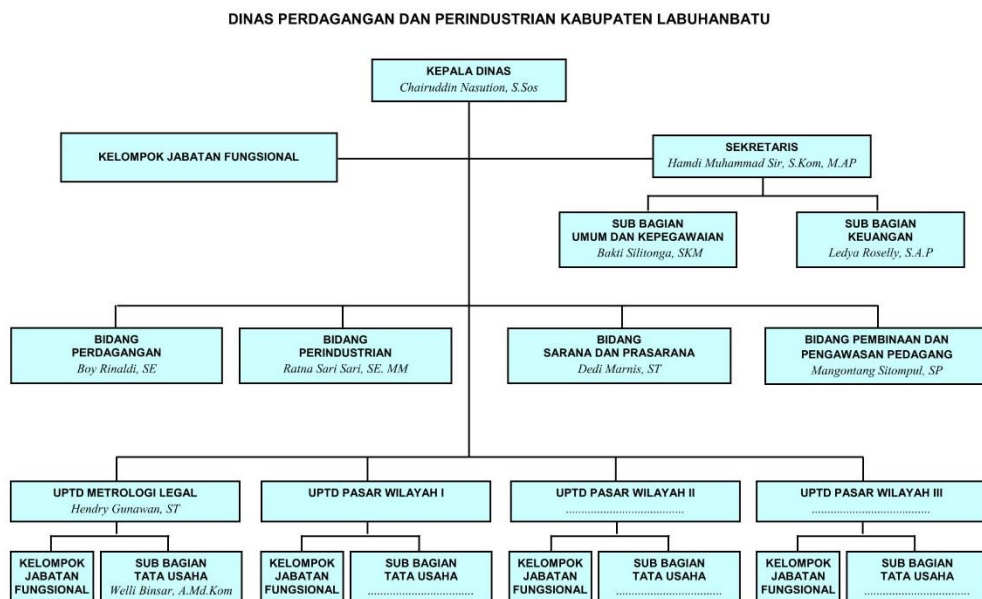 DINAS PERDAGANGAN DAN PERINDUSTRIAN KABUPATEN LABUHANBATU
KEPALA DINAS
Chairuddin Nasution, S.Sos
KELOMPOK JABATAN FUNGSIONAL
SEKRETARIS
Hamdi Muhammad Sir, S.Kom, M.AP
SUB BAGIAN
UMUM DAN KEPEGAWAIAN
Bakti Silitonga, SKM
SUB BAGIAN
KEUANGAN
Ledya Roselly, S.A.P
BIDANG
PERDAGANGAN
Boy Rinaldi, SE
BIDANG
PERINDUSTRIAN
Ratna Sari Sari, SE. MM
BIDANG
SARANA DAN PRASARANA
Dedi Marnis, ST
BIDANG PEMBINAAN DAN
PENGAWASAN PEDAGANG
Mangontang Sitompul, SP
UPTD METROLOGI LEGAL
Hendry Gunawan, ST
UPTD PASAR WILAYAH I
UPTD PASAR WILAYAH II
......................................
UPTD PASAR WILAYAH III
......................................
KELOMPOK
JABATAN
FUNGSIONAL
SUB BAGIAN
TATA USAHA
Welli Binsar, A.Md.Kom
KELOMPOK
JABATAN
FUNGSIONAL
SUB BAGIAN
TATA USAHA
..................................
KELOMPOK
JABATAN
FUNGSIONAL
SUB BAGIAN
TATA USAHA
..................................
KELOMPOK
JABATAN
FUNGSIONAL
SUB BAGIAN
TATA USAHA
..................................